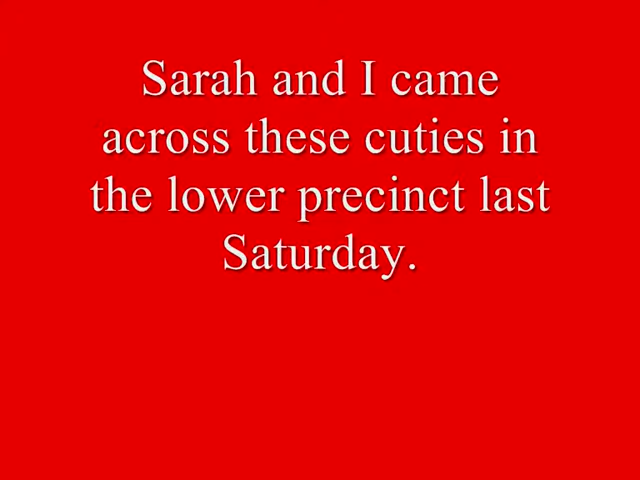 Sarah and I came
across these cuties in
the lower precinct last
Saturday.